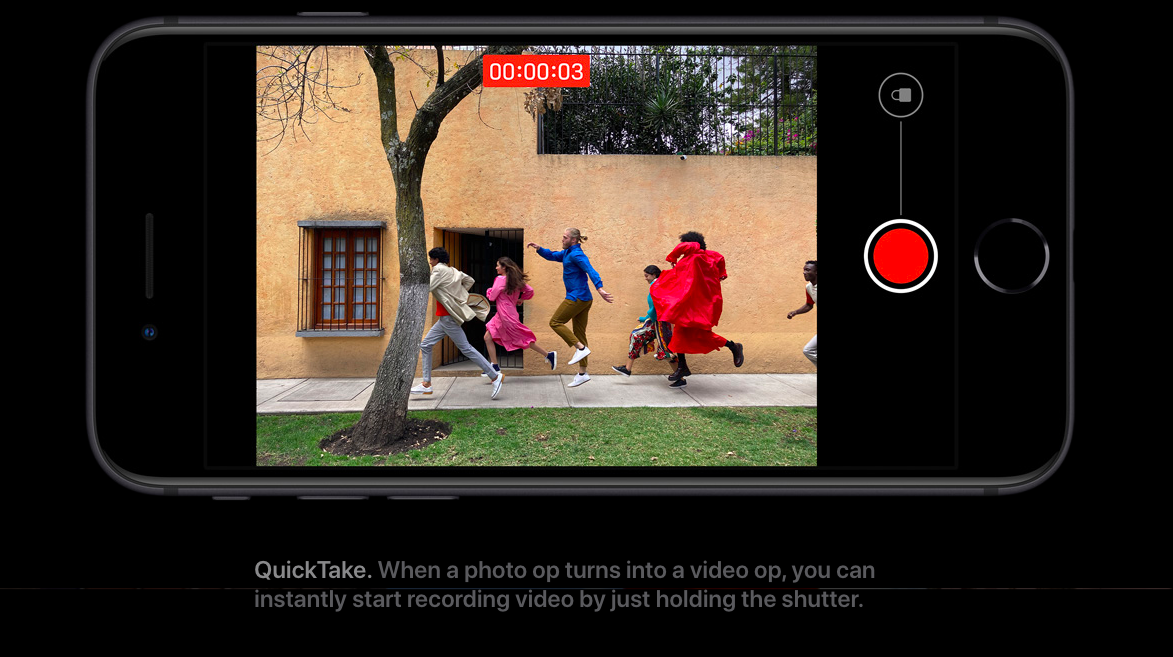 00:00:03
QuickTake. When a photo op turns into a video op, you can
instantly start recording video by just holding the shutter.